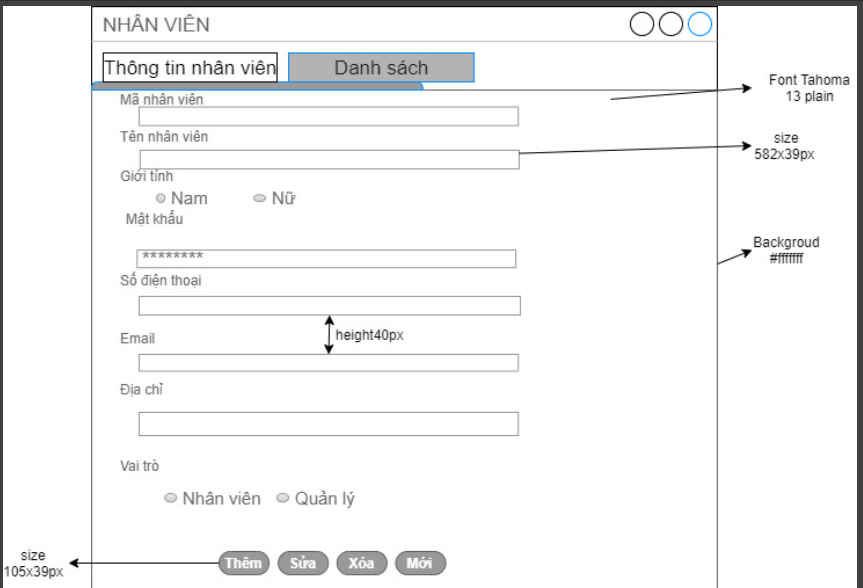 NHÂN VIÊN
Thông tin nhân viên
Danh sách
Mã nhân viên
Font Tahoma
13 plain
Tên nhân viên
size
582x39px
Giới tính
Nam
Nữ
Mật khẩu
Backgroud
#fffffff
********
Số điện thoại
height40px
Email
Địa chỉ
Vai trò
Nhân viên
Quản lý
size
105x39px
Thêm
Sửa
Xóa
Mới